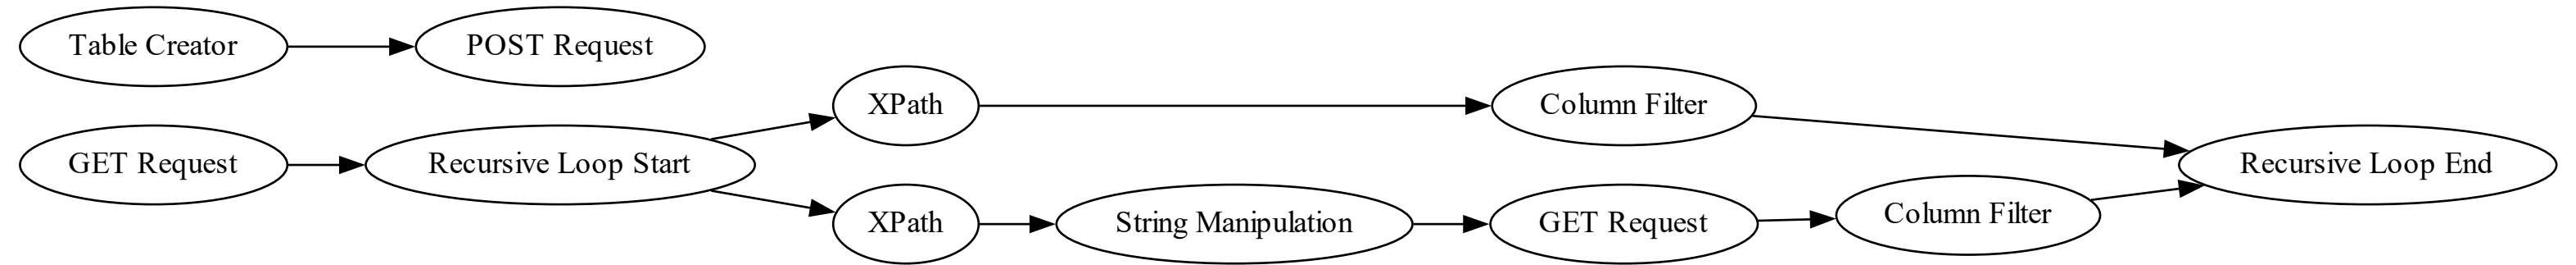 Table Creator
POST Request
GET Request
Recursive Loop Start
XPath
Column Filter
XPath
String Manipulation
GET Request
Column Filter
Recursive Loop End